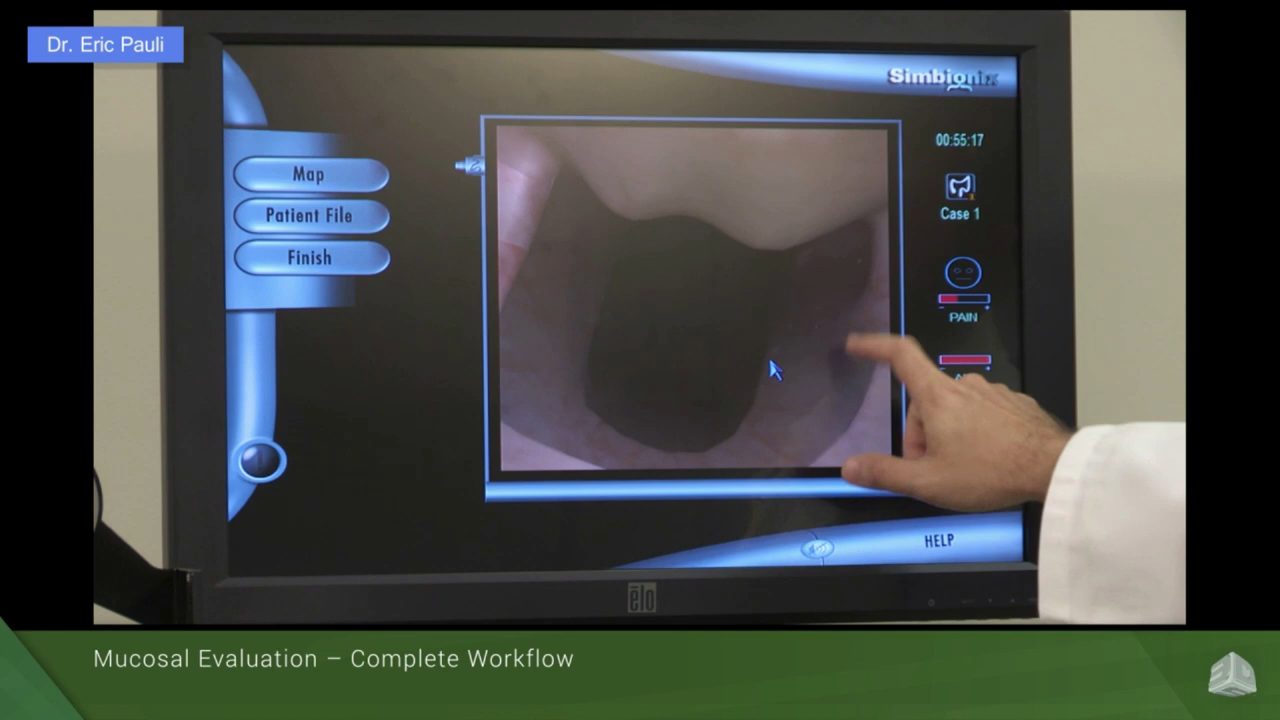 Dr. Eric Pauli
Simbionix
Map
Patient File
Finish
00:55:17
Case 1
PAIN
HELP
elo
Mucosal Evaluation – Complete Workflow